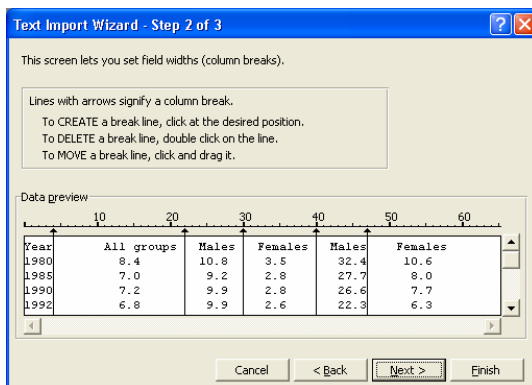 Text Import Wizard - Step 2 of 3
This screen lets you set field widths (column breaks).
Lines with arrows signify a column break.
To CREATE a break line, click at the desired position.
To DELETE a break line, double click on the line.
To MOVE a break line, click and drag it.
Data preview
10 20 30 40 50 60
Year All groups Males Females Males Females
1980 8.4 10.8 3.5 32.4 10.6
1985 7.0 9.2 2.8 27.7 8.0
1990 7.2 9.9 2.8 26.6 7.7
1992 6.8 9.9 2.6 22.3 6.3
Cancel < Back Next > Finish